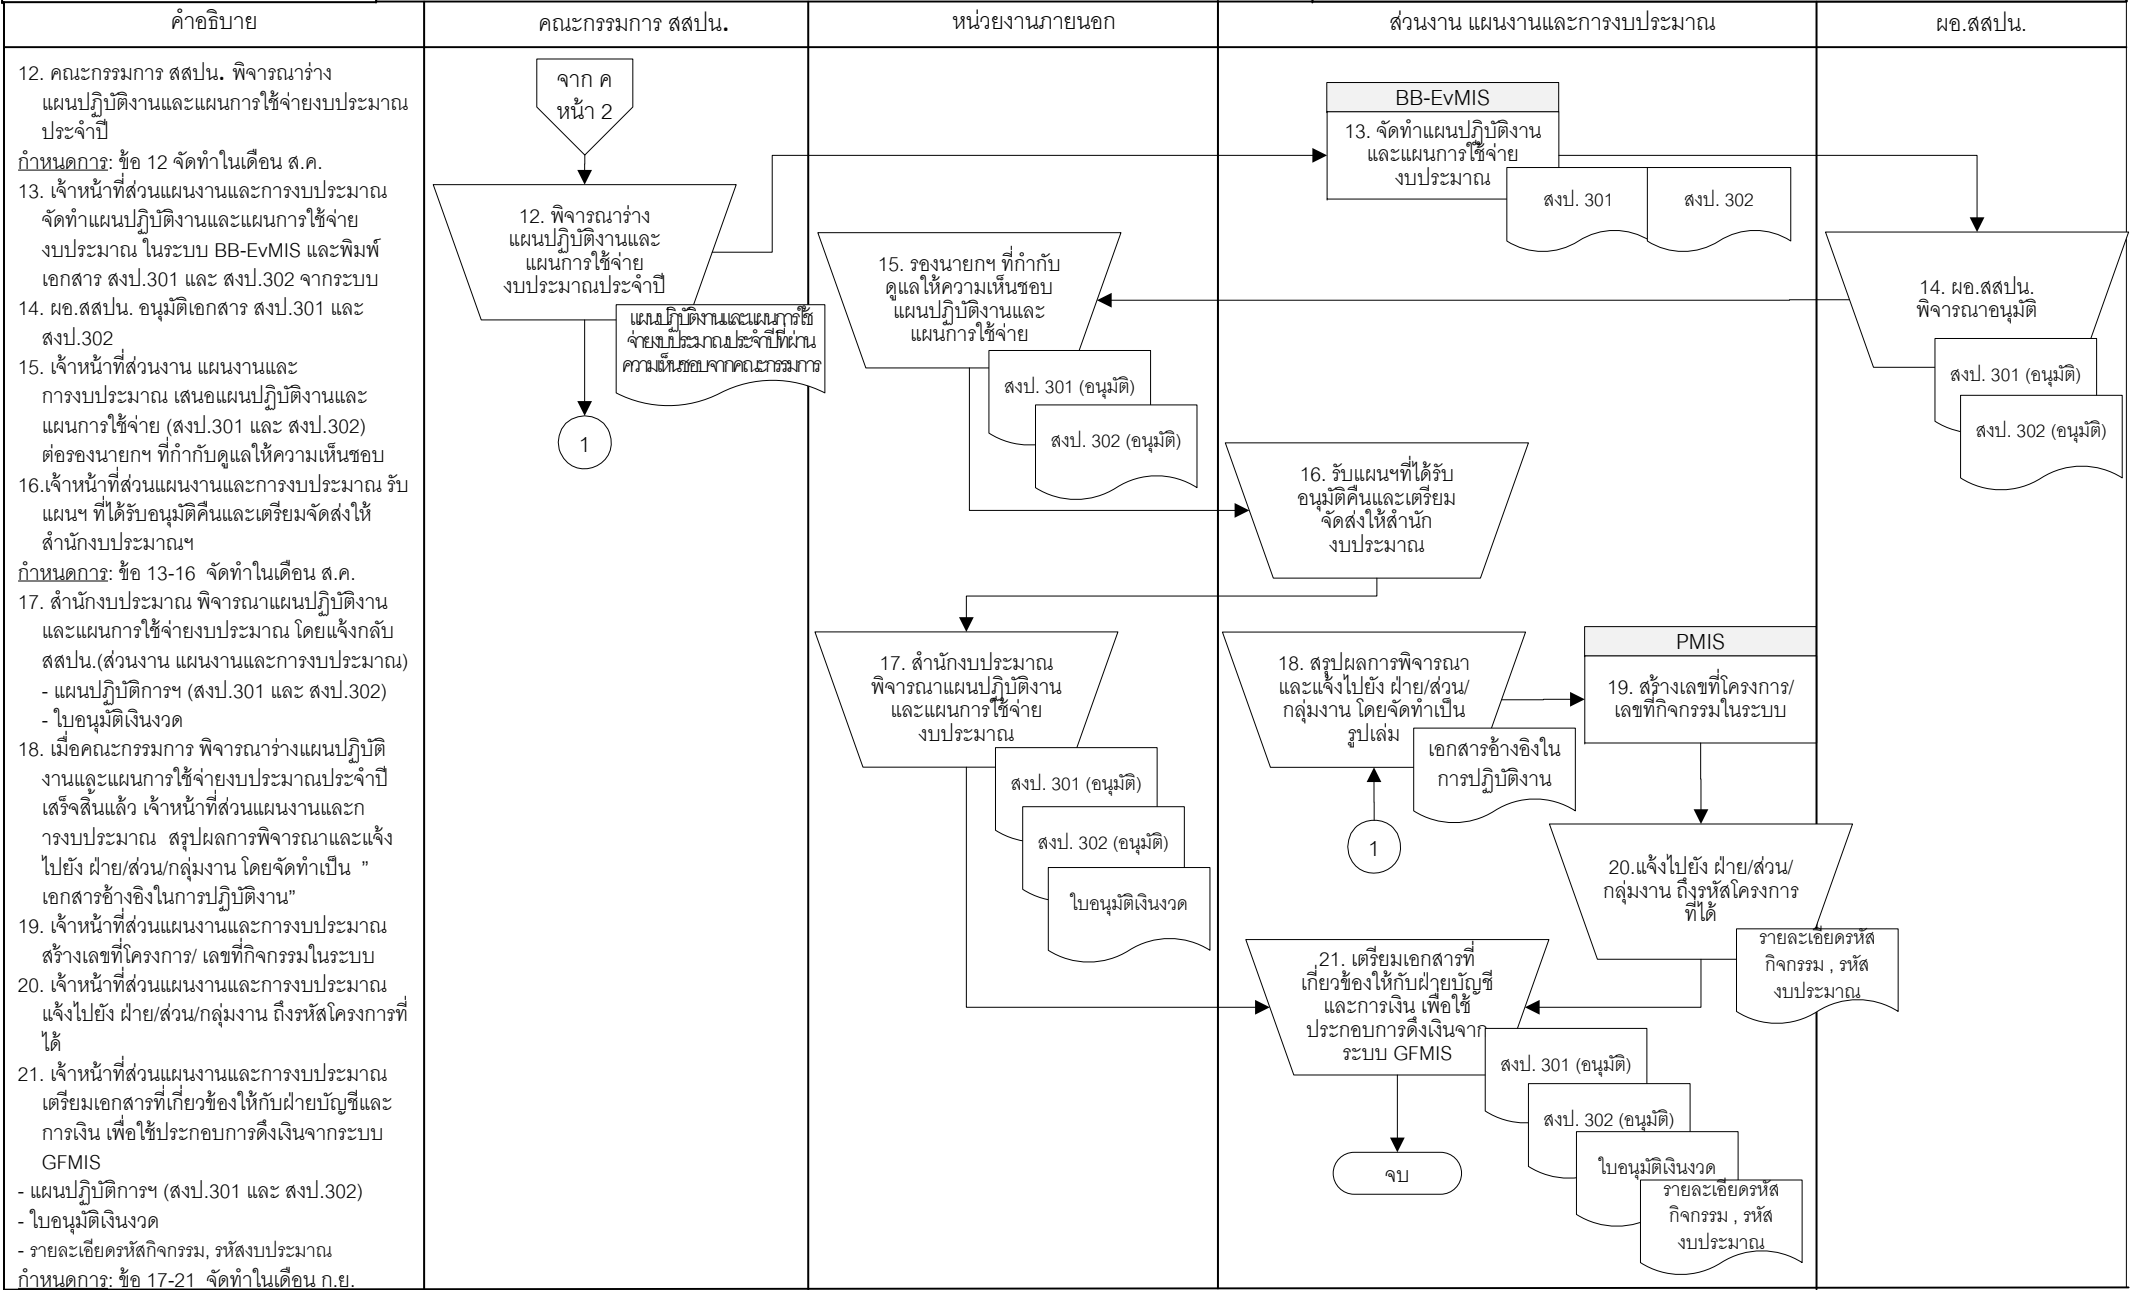 คำอธิบาย
คณะกรรมการ สสปน.
หน่วยงานภายนอก
ส่วนงาน แผนงานและการงบประมาณ
ผอ.สสปน.
12. คณะกรรมการ สสปน. พิจารณาร่าง
แผนปฏิบัติงานและแผนการใช้จ่ายงบประมาณ
ประจำปี
กำหนดการ: ข้อ 12 จัดทำในเดือน ส.ค.
13. เจ้าหน้าที่ส่วนแผนงานและการงบประมาณ
จัดทำแผนปฏิบัติงานและแผนการใช้จ่าย
งบประมาณ ในระบบ BB-EvMIS และพิมพ์
เอกสาร สงป.301 และ สงป.302 จากระบบ
14. ผอ.สสปน. อนุมัติเอกสาร สงป.301 และ
สงป.302
15. เจ้าหน้าที่ส่วนงาน แผนงานและ
การงบประมาณ เสนอแผนปฏิบัติงานและ
แผนการใช้จ่าย (สงป.301 และ สงป.302)
ต่อรองนายกฯ ที่กำกับดูแลให้ความเห็นชอบ
16.เจ้าหน้าที่ส่วนแผนงานและการงบประมาณ รับ
แผนฯ ที่ได้รับอนุมัติคืนและเตรียมจัดส่งให้
สำนักงบประมาณฯ
กำหนดการ: ข้อ 13-16 จัดทำในเดือน ส.ค.
17. สำนักงบประมาณ พิจารณาแผนปฏิบัติงาน
และแผนการใช้จ่ายงบประมาณ โดยแจ้งกลับ
สสปน.(ส่วนงาน แผนงานและการงบประมาณ)
- แผนปฏิบัติการฯ (สงป.301 และ สงป.302)
- ใบอนุมัติเงินงวด
18. เมื่อคณะกรรมการ พิจารณาร่างแผนปฏิบัติ
งานและแผนการใช้จ่ายงบประมาณประจำปี
เสร็จสิ้นแล้ว เจ้าหน้าที่ส่วนแผนงานและก
ารงบประมาณ สรุปผลการพิจารณาและแจ้ง
ไปยัง ฝ่าย/ส่วน/กลุ่มงาน โดยจัดทำเป็น ”
เอกสารอ้างอิงในการปฏิบัติงาน”
19. เจ้าหน้าที่ส่วนแผนงานและการงบประมาณ
สร้างเลขที่โครงการ/ เลขที่กิจกรรมในระบบ
20. เจ้าหน้าที่ส่วนแผนงานและการงบประมาณ
แจ้งไปยัง ฝ่าย/ส่วน/กลุ่มงาน ถึงรหัสโครงการที่
ได้
21. เจ้าหน้าที่ส่วนแผนงานและการงบประมาณ
เตรียมเอกสารที่เกี่ยวข้องให้กับฝ่ายบัญชีและ
การเงิน เพื่อใช้ประกอบการดึงเงินจากระบบ
GFMIS
- แผนปฏิบัติการฯ (สงป.301 และ สงป.302)
- ใบอนุมัติเงินงวด
- รายละเอียดรหัสกิจกรรม, รหัสงบประมาณ
กำหนดการ: ข้อ 17-21 จัดทำในเดือน ก.ย.
จาก ค
หน้า 2
12. พิจารณาร่าง
แผนปฏิบัติงานและ
แผนการใช้จ่าย
งบประมาณประจำปี
แผนปฏิบัติงานและแผนการใช้
จ่ายงบประมาณประจำปีที่ผ่าน
ความเห็นชอบจากคณะกรรมการ
1
BB-EvMIS
13. จัดทำแผนปฏิบัติงาน
และแผนการใช้จ่าย
งบประมาณ
สงป. 301
สงป. 302
14. ผอ.สสปน.
พิจารณาอนุมัติ
สงป. 301 (อนุมัติ)
สงป. 302 (อนุมัติ)
15. รองนายกฯ ที่กำกับ
ดูแลให้ความเห็นชอบ
แผนปฏิบัติงานและ
แผนการใช้จ่าย
สงป. 301 (อนุมัติ)
สงป. 302 (อนุมัติ)
16. รับแผนฯที่ได้รับ
อนุมัติคืนและเตรียม
จัดส่งให้สำนัก
งบประมาณ
17. สำนักงบประมาณ
พิจารณาแผนปฏิบัติงาน
และแผนการใช้จ่าย
งบประมาณ
สงป. 301 (อนุมัติ)
สงป. 302 (อนุมัติ)
ใบอนุมัติเงินงวด
18. สรุปผลการพิจารณา
และแจ้งไปยัง ฝ่าย/ส่วน/
กลุ่มงาน โดยจัดทำเป็น
รูปเล่ม
เอกสารอ้างอิงใน
การปฏิบัติงาน
1
PMIS
19. สร้างเลขที่โครงการ/
เลขที่กิจกรรมในระบบ
20.แจ้งไปยัง ฝ่าย/ส่วน/
กลุ่มงาน ถึงรหัสโครงการ
ที่ได้
รายละเอียดรหัส
กิจกรรม , รหัส
งบประมาณ
21. เตรียมเอกสารที่
เกี่ยวข้องให้กับฝ่ายบัญชี
และการเงิน เพื่อใช้
ประกอบการดึงเงินจาก
ระบบ GFMIS
สงป. 301 (อนุมัติ)
สงป. 302 (อนุมัติ)
ใบอนุมัติเงินงวด
รายละเอียดรหัส
กิจกรรม , รหัส
งบประมาณ
จบ